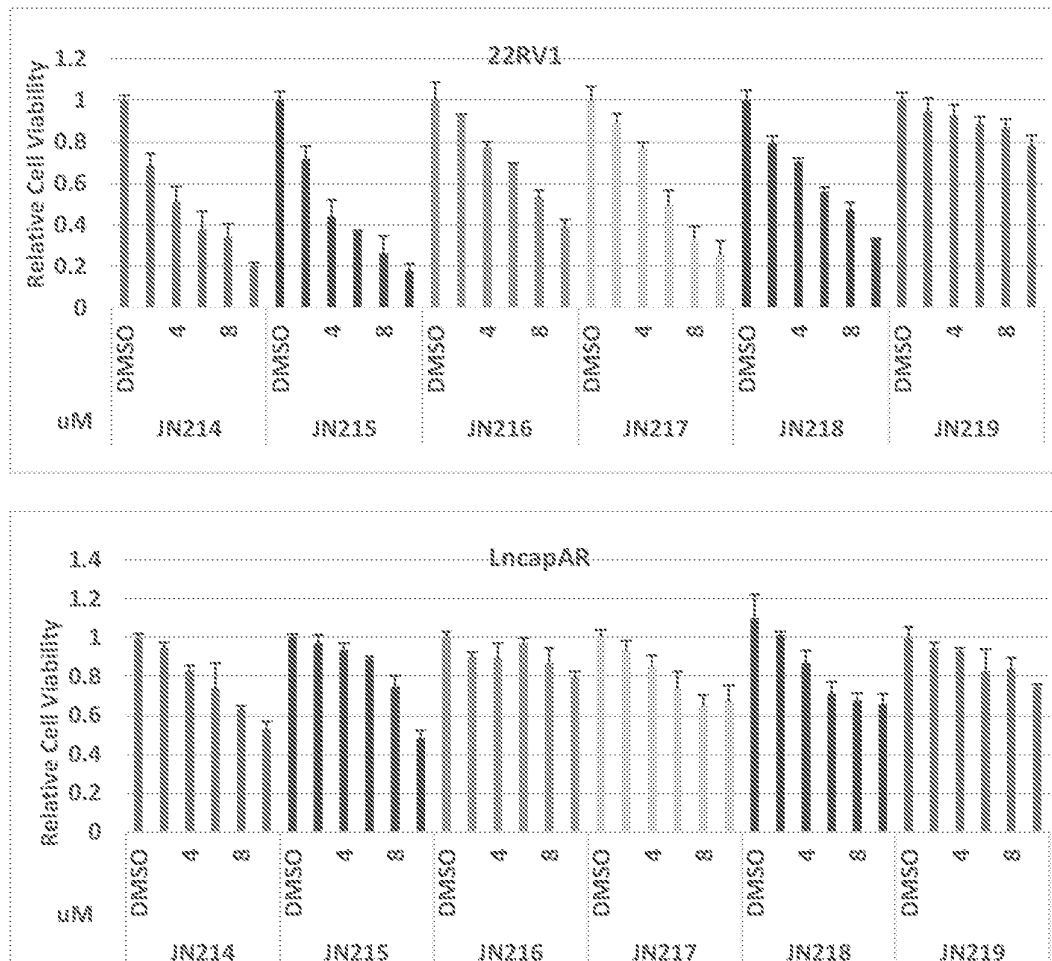 22RV1
Relative Cell Viability
1.2
1
0.8
0.6
0.4
0.2
0
DMSO 4 8 DMSO 4 8 DMSO 4 8 DMSO 4 8 DMSO 4 8 DMSO 4 8
uM JN214 JN215 JN216 JN217 JN218 JN219
LncapAR
Relative Cell Viability
1.4
1.2
1
0.8
0.6
0.4
0.2
0
DMSO 4 8 DMSO 4 8 DMSO 4 8 DMSO 4 8 DMSO 4 8 DMSO 4 8
uM
JN214 JN215 JN216 JN217 JN218 JN219